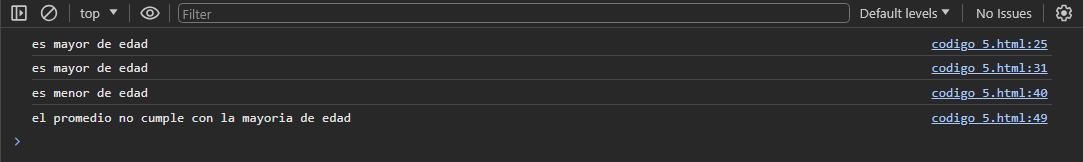 top Filter Default levels No Issues
es mayor de edad codigo 5.html:25
es mayor de edad codigo 5.html:31
es menor de edad codigo 5.html:40
el promedio no cumple con la mayoria de edad codigo 5.html:49